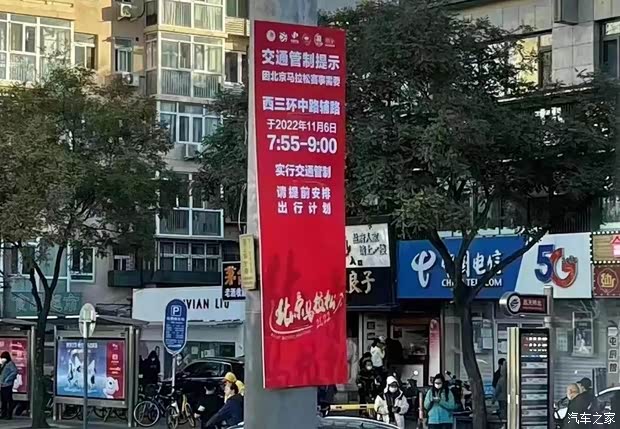 交通管制提示
因北京马拉松赛事需要
西三环中路辅路
于2022年11月6日
7:55-9:00
实行交通管制
请提前安排
出行计划
北京马拉松
中国电信
CHINA TELECOM
5G
VIVIAN LIU
P
汽车之家